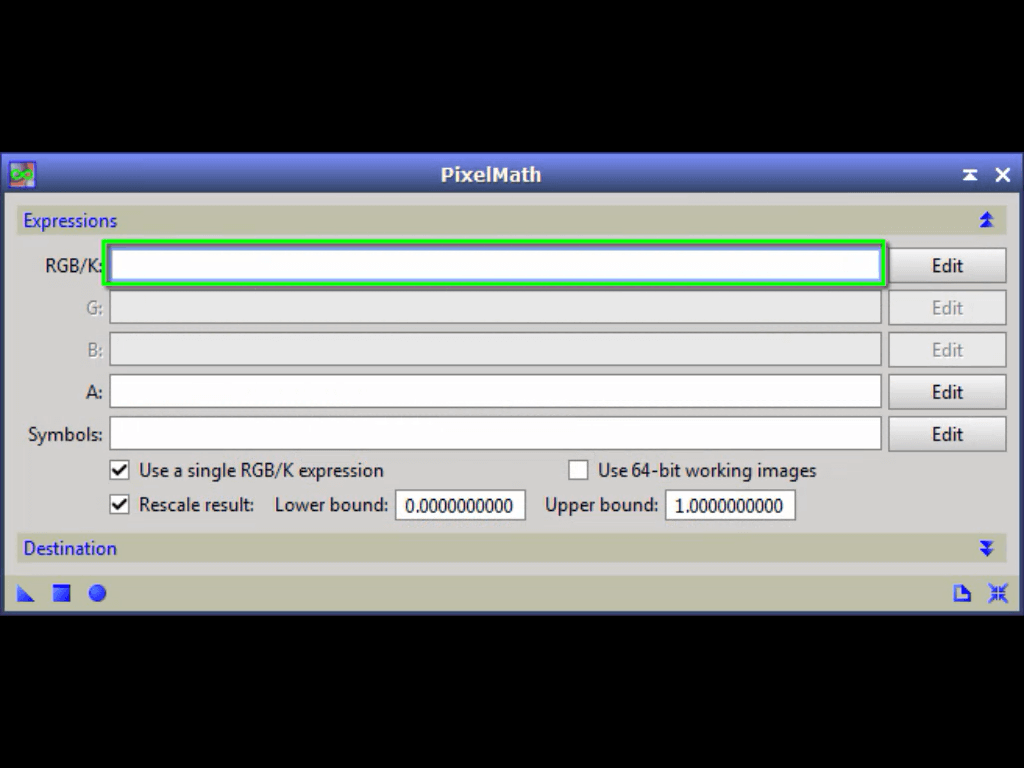 PixelMath
Expressions
RGB/K: Edit
G: Edit
B: Edit
A: Edit
Symbols: Edit
Use a single RGB/K expression Use 64-bit working images
Rescale result: Lower bound: 0.0000000000 Upper bound: 1.0000000000
Destination